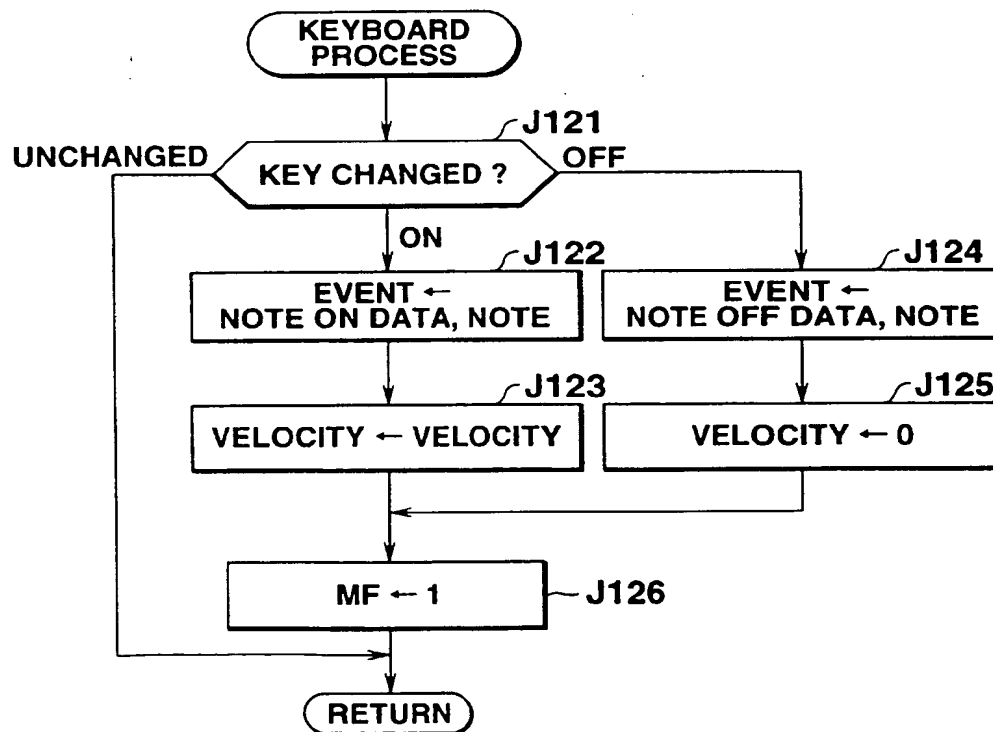 KEYBOARD
PROCESS
J121
UNCHANGED
KEY CHANGED ?
OFF
ON
J122
EVENT ←
NOTE ON DATA, NOTE
J124
EVENT ←
NOTE OFF DATA, NOTE
J123
VELOCITY ← VELOCITY
J125
VELOCITY ← 0
MF ← 1
J126
RETURN